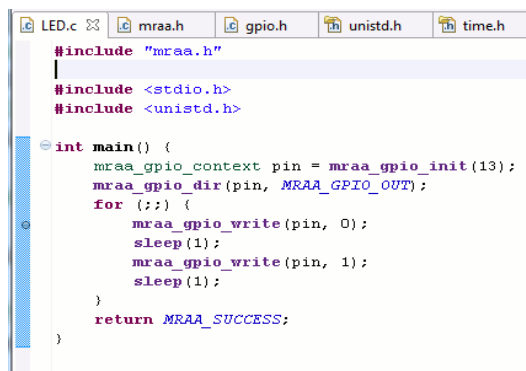 LED.c mraa.h gpio.h unistd.h time.h
#include "mraa.h"
#include <stdio.h>
#include <unistd.h>
int main() {
mraa_gpio_context pin = mraa_gpio_init(13);
mraa_gpio_dir(pin, MRAA_GPIO_OUT);
for (;;) {
mraa_gpio_write(pin, 0);
sleep(1);
mraa_gpio_write(pin, 1);
sleep(1);
}
return MRAA_SUCCESS;
}